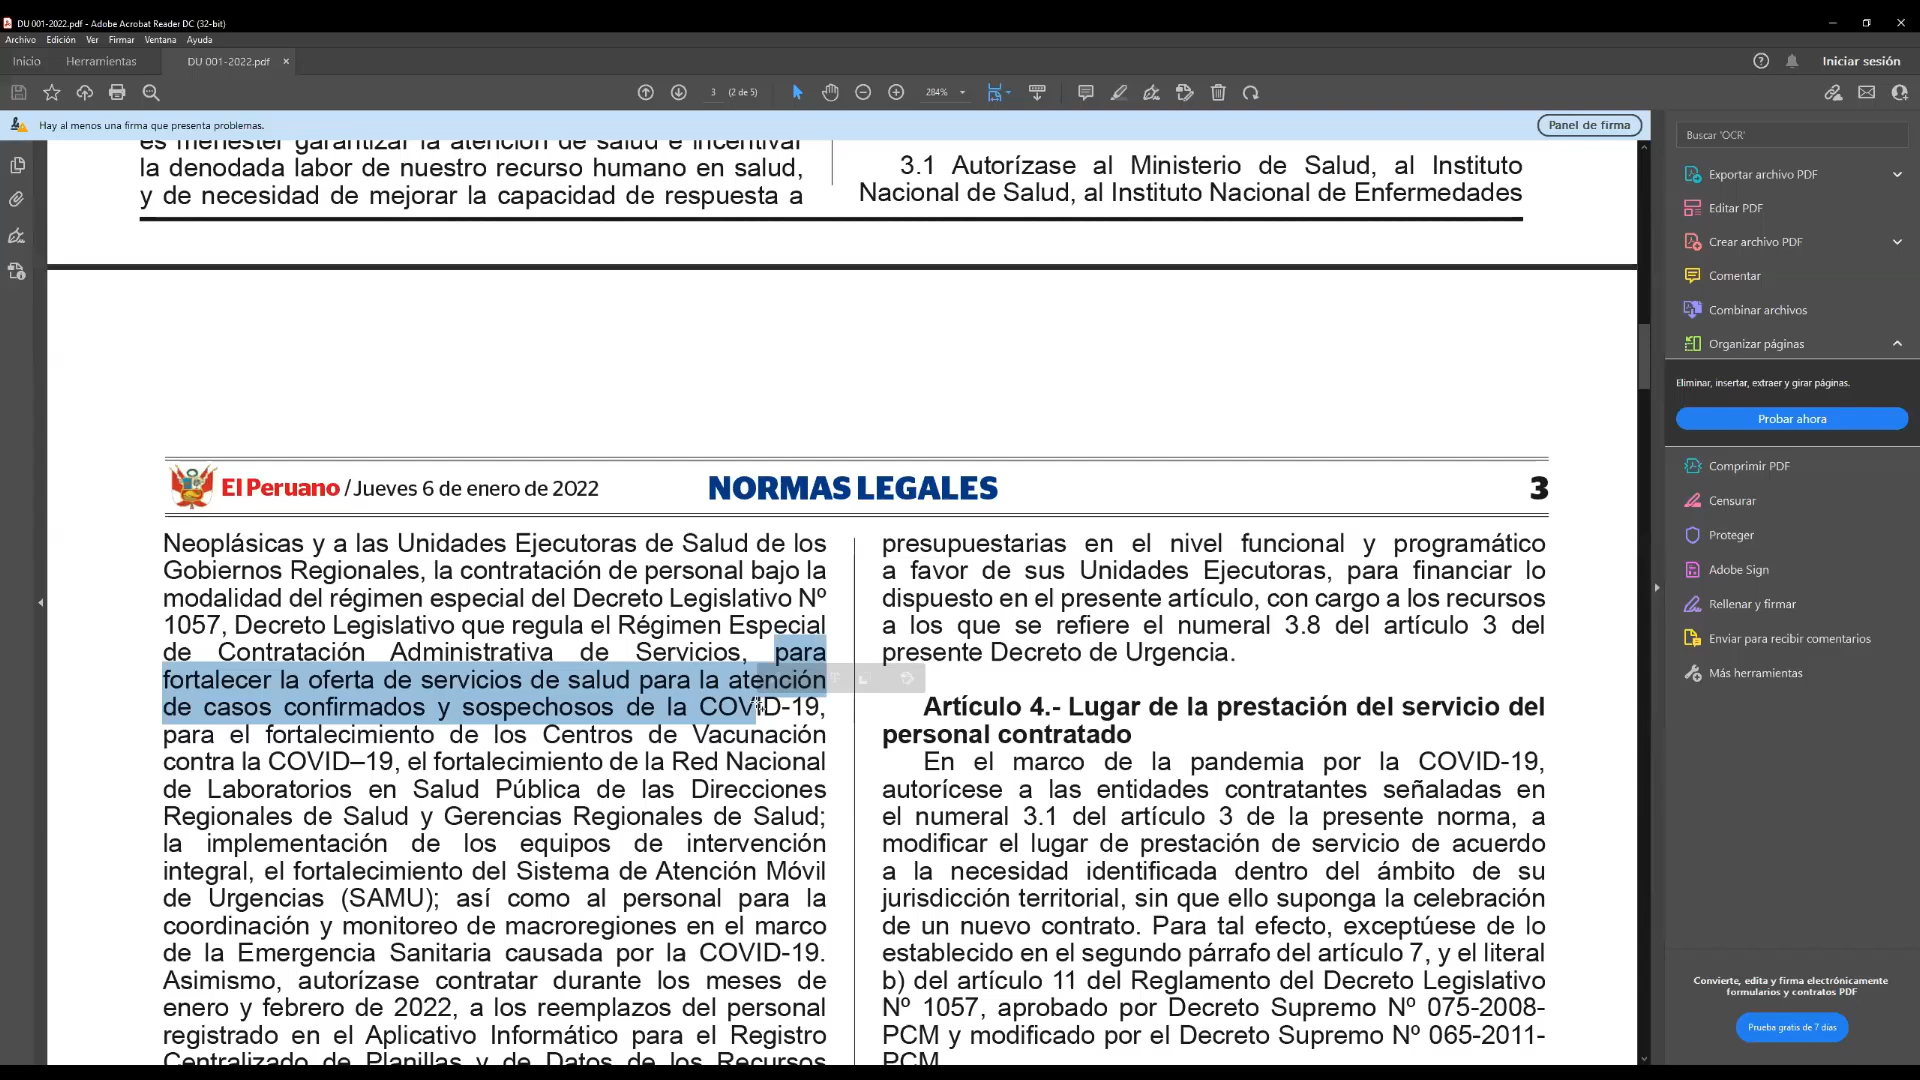 DU 001-2022.pdf - Adobe Acrobat Reader DC (32-bit)
Archivo Edición Ver Firmar Ventana Ayuda
Inicio Herramientas DU 001-2022.pdf × Iniciar sesión
3 (2 de 5) 284%
Hay al menos una firma que presenta problemas. Panel de firma
es menester garantizar la atención de salud e incentivar
la denodada labor de nuestro recurso humano en salud,
y de necesidad de mejorar la capacidad de respuesta a
3.1 Autorízase al Ministerio de Salud, al Instituto
Nacional de Salud, al Instituto Nacional de Enfermedades
El Peruano / Jueves 6 de enero de 2022 NORMAS LEGALES 3
Neoplásicas y a las Unidades Ejecutoras de Salud de los
Gobiernos Regionales, la contratación de personal bajo la
modalidad del régimen especial del Decreto Legislativo Nº
1057, Decreto Legislativo que regula el Régimen Especial
de Contratación Administrativa de Servicios, para
fortalecer la oferta de servicios de salud para la atención
de casos confirmados y sospechosos de la COVID-19,
para el fortalecimiento de los Centros de Vacunación
contra la COVID–19, el fortalecimiento de la Red Nacional
de Laboratorios en Salud Pública de las Direcciones
Regionales de Salud y Gerencias Regionales de Salud;
la implementación de los equipos de intervención
integral, el fortalecimiento del Sistema de Atención Móvil
de Urgencias (SAMU); así como al personal para la
coordinación y monitoreo de macroregiones en el marco
de la Emergencia Sanitaria causada por la COVID-19.
Asimismo, autorízase contratar durante los meses de
enero y febrero de 2022, a los reemplazos del personal
registrado en el Aplicativo Informático para el Registro
Centralizado de Planillas y de Datos de los Recursos
presupuestarias en el nivel funcional y programático
a favor de sus Unidades Ejecutoras, para financiar lo
dispuesto en el presente artículo, con cargo a los recursos
a los que se refiere el numeral 3.8 del artículo 3 del
presente Decreto de Urgencia.
Artículo 4.- Lugar de la prestación del servicio del
personal contratado
En el marco de la pandemia por la COVID-19,
autorícese a las entidades contratantes señaladas en
el numeral 3.1 del artículo 3 de la presente norma, a
modificar el lugar de prestación de servicio de acuerdo
a la necesidad identificada dentro del ámbito de su
jurisdicción territorial, sin que ello suponga la celebración
de un nuevo contrato. Para tal efecto, exceptúese de lo
establecido en el segundo párrafo del artículo 7, y el literal
b) del artículo 11 del Reglamento del Decreto Legislativo
Nº 1057, aprobado por Decreto Supremo Nº 075-2008-
PCM y modificado por el Decreto Supremo Nº 065-2011-
PCM.
Buscar 'OCR'
Exportar archivo PDF
Editar PDF
Crear archivo PDF
Comentar
Combinar archivos
Organizar páginas
Eliminar, insertar, extraer y girar páginas.
Probar ahora
Comprimir PDF
Censurar
Proteger
Adobe Sign
Rellenar y firmar
Enviar para recibir comentarios
Más herramientas
Convierte, edita y firma electrónicamente
formularios y contratos PDF
Prueba gratis de 7 días